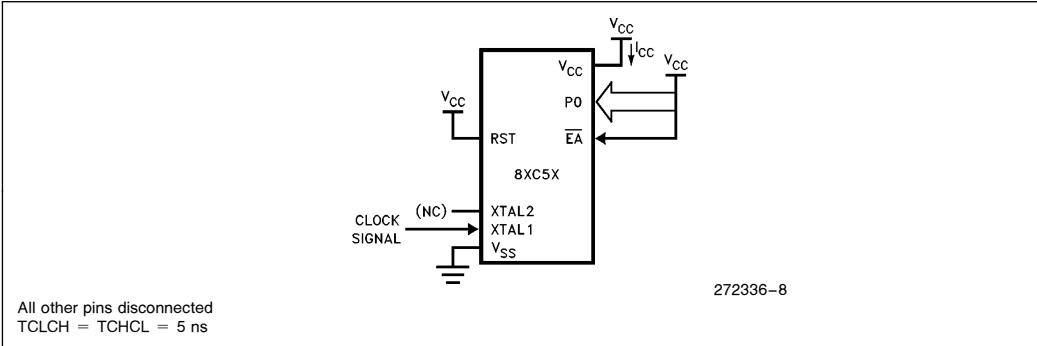 VCC
ICC
VCC
VCC
P0
VCC
RST
EA
8XC5X
(NC)
XTAL2
CLOCK
SIGNAL
XTAL1
VSS
272336–8
All other pins disconnected
TCLCH = TCHCL = 5 ns